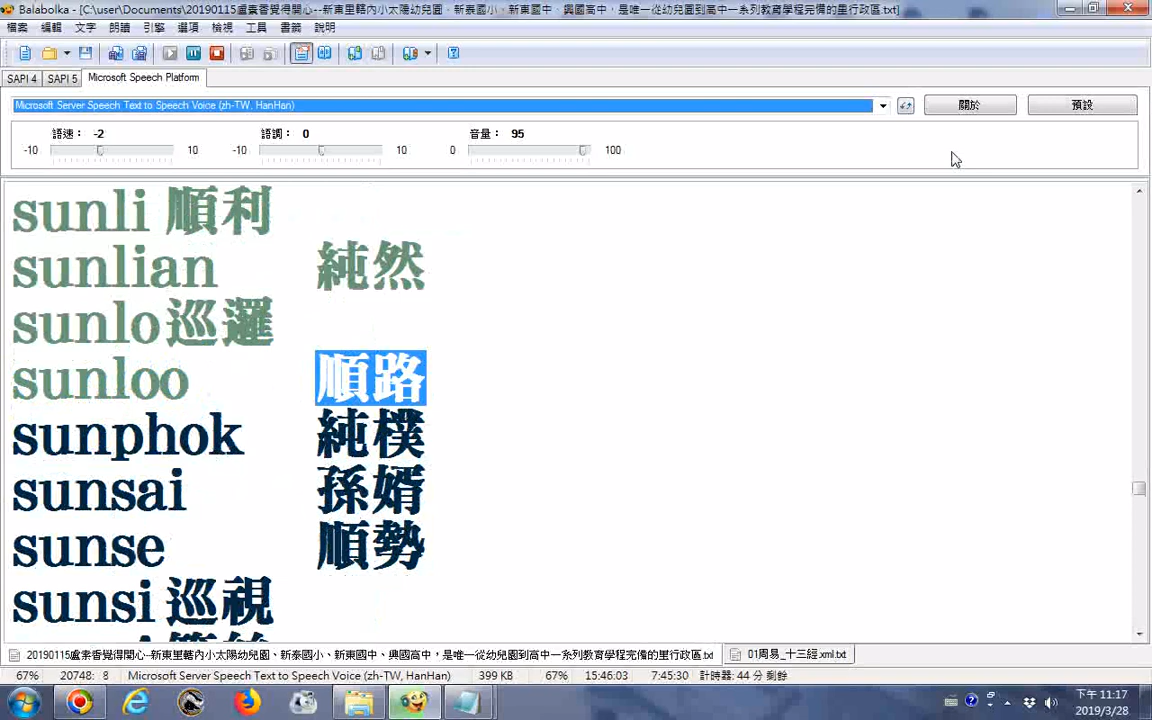 Balabolka - [C:\user\Documents\20190115盧素香覺得開心--新東里轄內小太陽幼兒園、新泰國小、新東國中、興國高中，是唯一從幼兒園到高中一系列教育學程完備的里行政區.txt]
檔案 編輯 文字 朗讀 引擎 選項 檢視 工具 書籤 說明
SAPI 4 SAPI 5 Microsoft Speech Platform
Microsoft Server Speech Text to Speech Voice (zh-TW, HanHan) 關於 預設
語速： -2 語調： 0 音量： 95
-10 10 -10 10 0 100
sunli 順利
sunlian 純然
sunlo 巡邏
sunloo 順路
sunphok 純樸
sunsai 孫婿
sunse 順勢
sunsi 巡視
20190115盧素香覺得開心--新東里轄內小太陽幼兒園、新泰國小、新東國中、興國高中，是唯一從幼兒園到高中一系列教育學程完備的里行政區.txt 01周易_十三經.xml.txt
67% 20748: 8 Microsoft Server Speech Text to Speech Voice (zh-TW, HanHan) 399 KB 67% 15:46:03 7:45:30 計時器: 44 分 剩餘
下午 11:17
2019/3/28